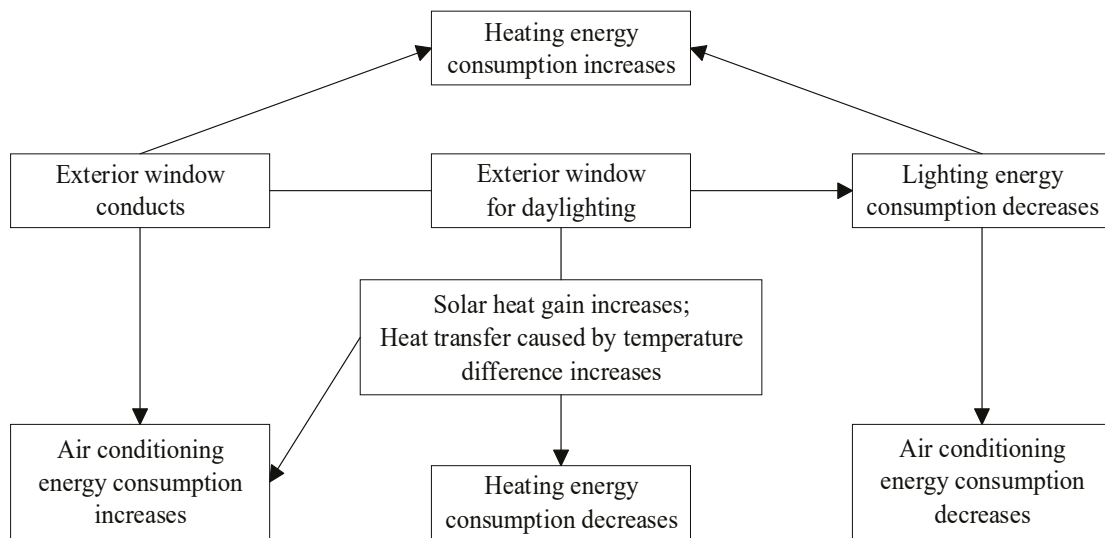 Heating energy
consumption increases
Exterior window
conducts
Exterior window
for daylighting
Lighting energy
consumption decreases
Solar heat gain increases;
Heat transfer caused by temperature
difference increases
Air conditioning
energy consumption
increases
Heating energy
consumption decreases
Air conditioning
energy consumption
decreases